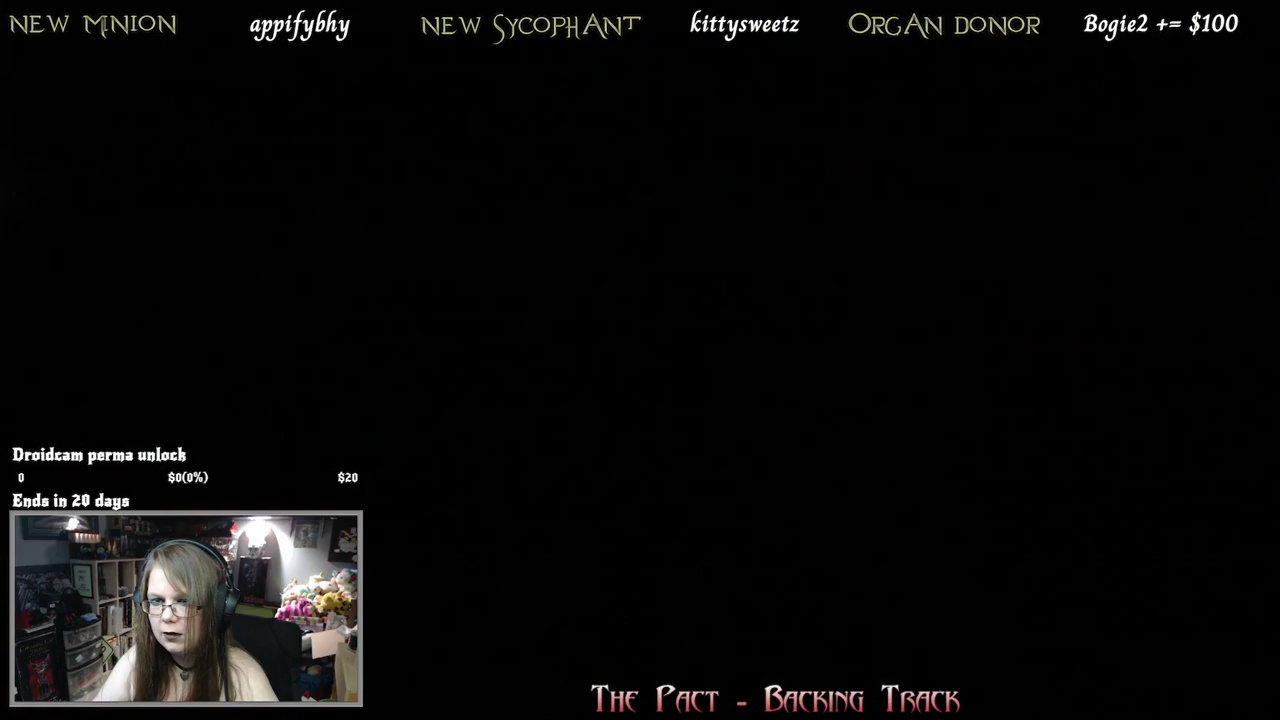 NEW MINION appifybhy NEW SYCOPHANT kittysweetz ORGAN DONOR Bogie2 += $100
Droidcam perma unlock
0 $0(0%) $20
Ends in 20 days
The Pact - Backing Track